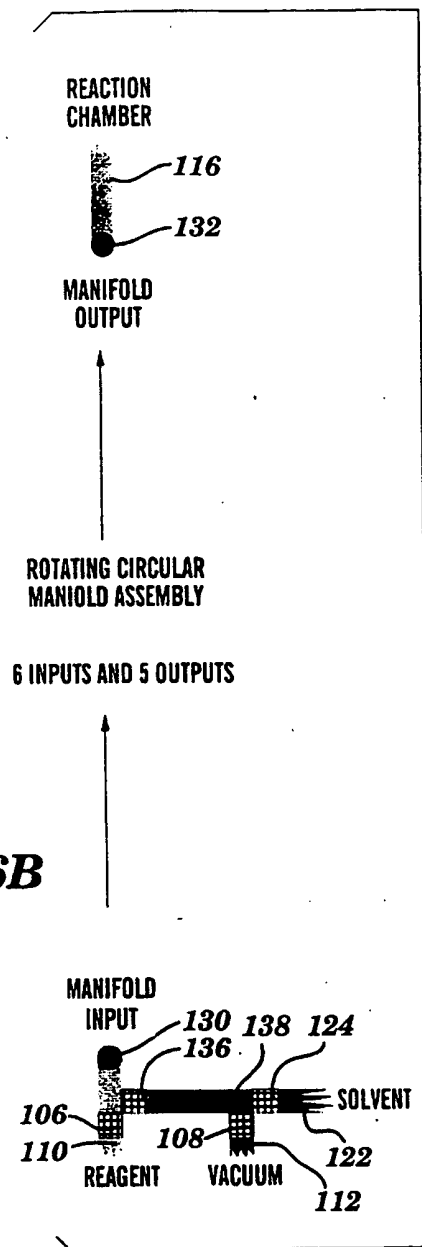 REACTION
CHAMBER
116
132
MANIFOLD
OUTPUT
ROTATING CIRCULAR
MANIOLD ASSEMBLY
6 INPUTS AND 5 OUTPUTS
6B
MANIFOLD
INPUT
130
138
124
136
106
SOLVENT
110
108
122
REAGENT
VACUUM
112